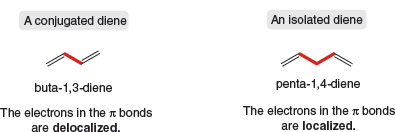 A conjugated diene
buta-1,3-diene
The electrons in the π bonds
are delocalized.
An isolated diene
penta-1,4-diene
The electrons in the π bonds
are localized.